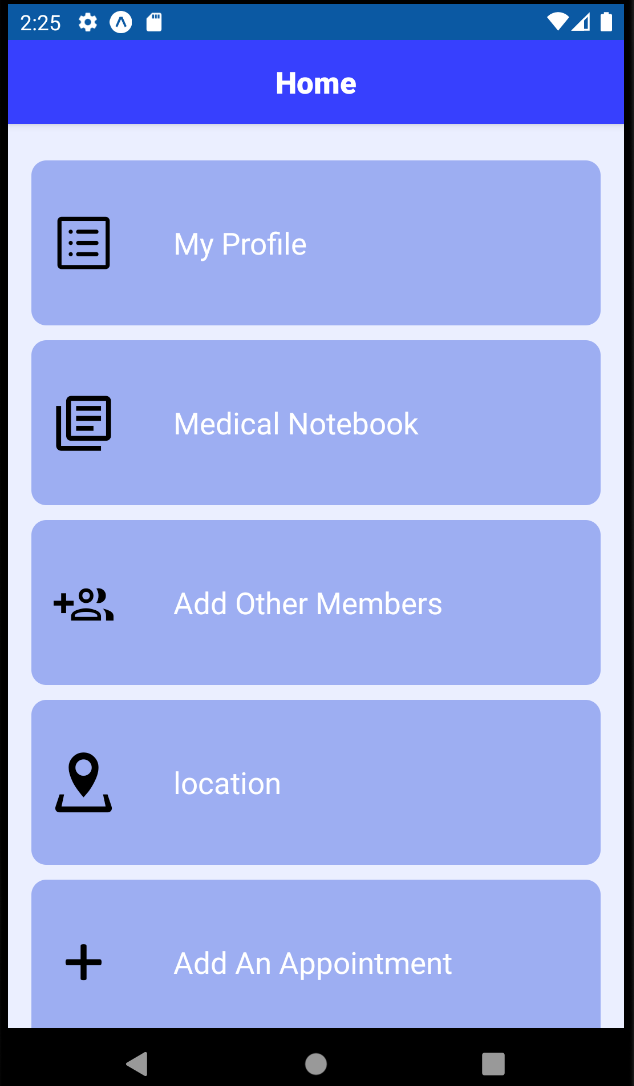 2:25
Home
My Profile
Medical Notebook
Add Other Members
location
Add An Appointment